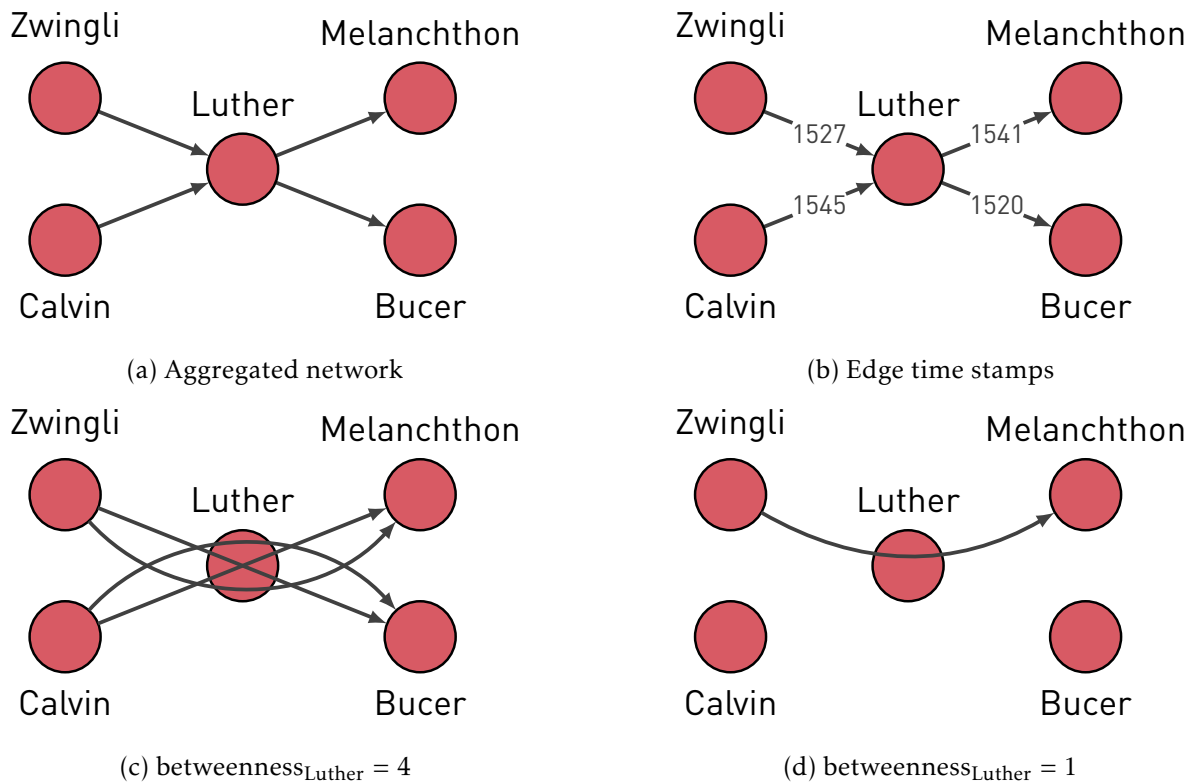 Zwingli
Melanchthon
Luther
Calvin
Bucer
(a) Aggregated network
Zwingli
Melanchthon
Luther
1527
1541
1545
1520
Calvin
Bucer
(b) Edge time stamps
Zwingli
Melanchthon
Luther
Calvin
Bucer
(c) betweenness_Luther = 4
Zwingli
Melanchthon
Luther
Calvin
Bucer
(d) betweenness_Luther = 1